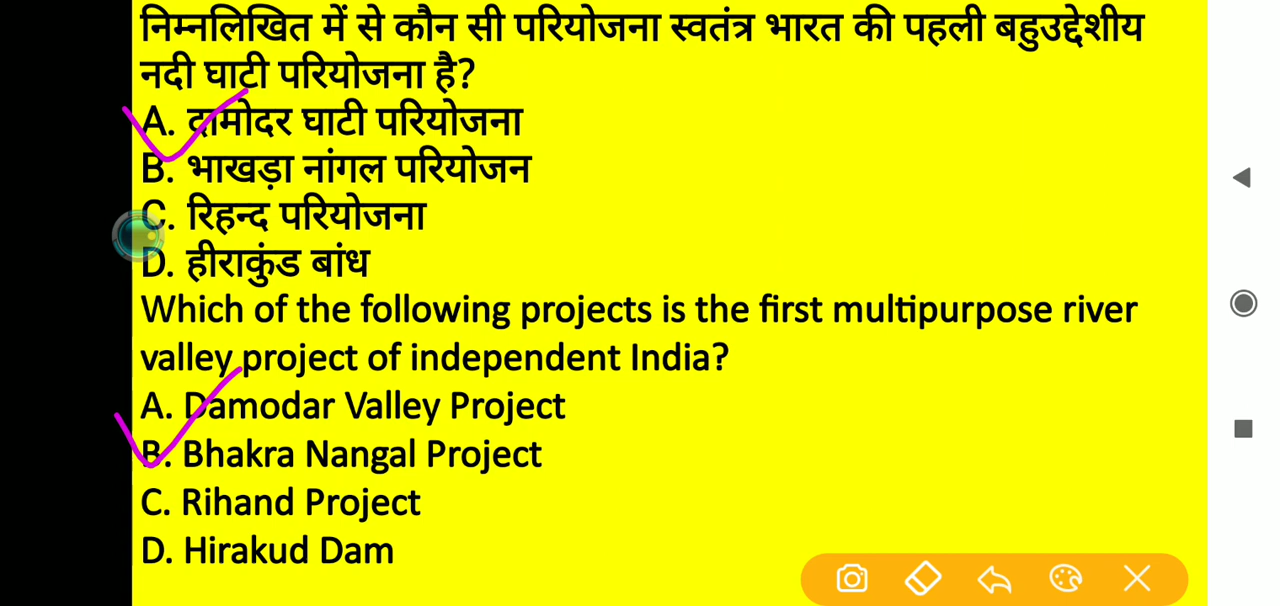 निम्नलिखित में से कौन सी परियोजना स्वतंत्र भारत की पहली बहुउद्देशीय
नदी घाटी परियोजना है?
A. दामोदर घाटी परियोजना
B. भाखड़ा नांगल परियोजन
C. रिहन्द परियोजना
D. हीराकुंड बांध
Which of the following projects is the first multipurpose river
valley project of independent India?
A. Damodar Valley Project
B. Bhakra Nangal Project
C. Rihand Project
D. Hirakud Dam